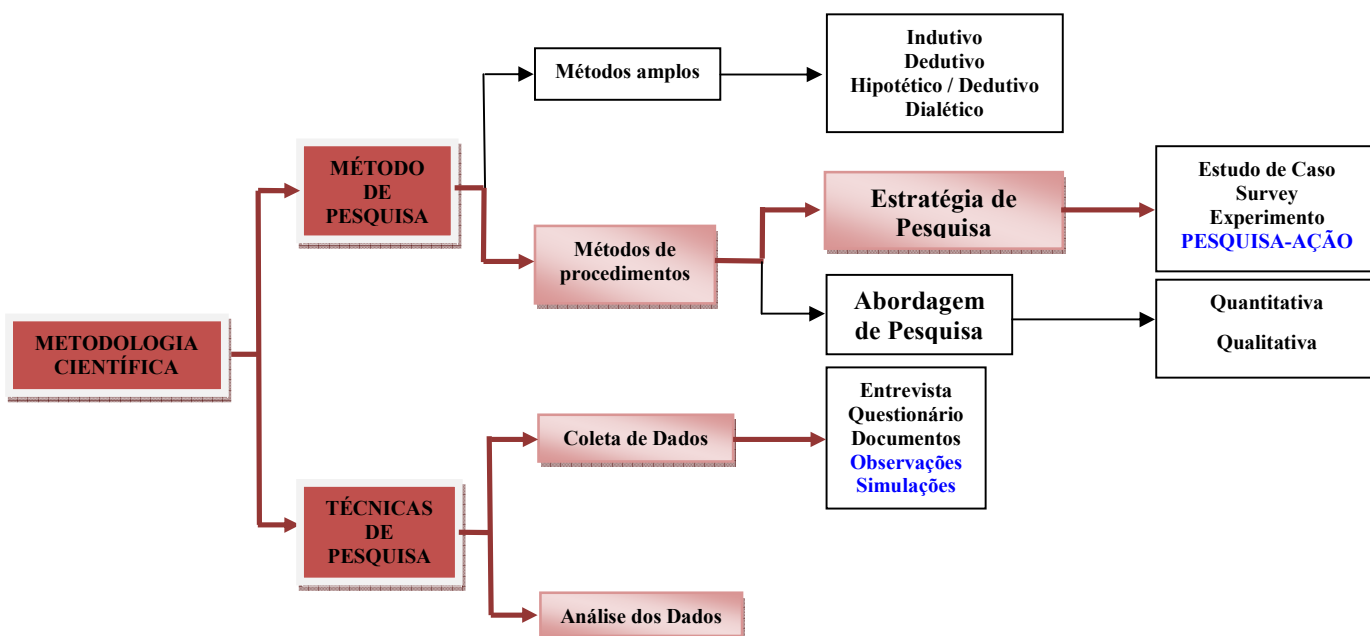 Métodos amplos
Indutivo
Dedutivo
Hipotético / Dedutivo
Dialético
MÉTODO
DE
PESQUISA
Métodos de
procedimentos
Estratégia de
Pesquisa
Estudo de Caso
Survey
Experimento
PESQUISA-AÇÃO
Abordagem
de Pesquisa
Quantitativa
Qualitativa
METODOLOGIA
CIENTÍFICA
Coleta de Dados
Entrevista
Questionário
Documentos
Observações
Simulações
TÉCNICAS
DE
PESQUISA
Análise dos Dados